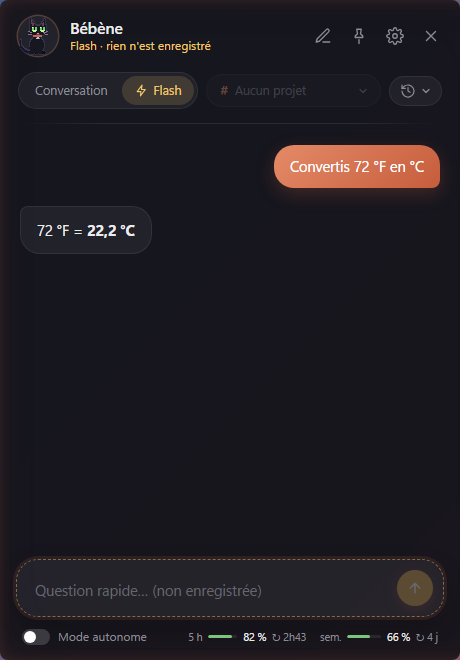 Bébène
Flash · rien n'est enregistré
Conversation
Flash
# Aucun projet
Convertis 72 °F en °C
72 °F = 22,2 °C
Question rapide... (non enregistrée)
Mode autonome
5 h 82 % ↻ 2h43
sem. 66 % ↻ 4 j